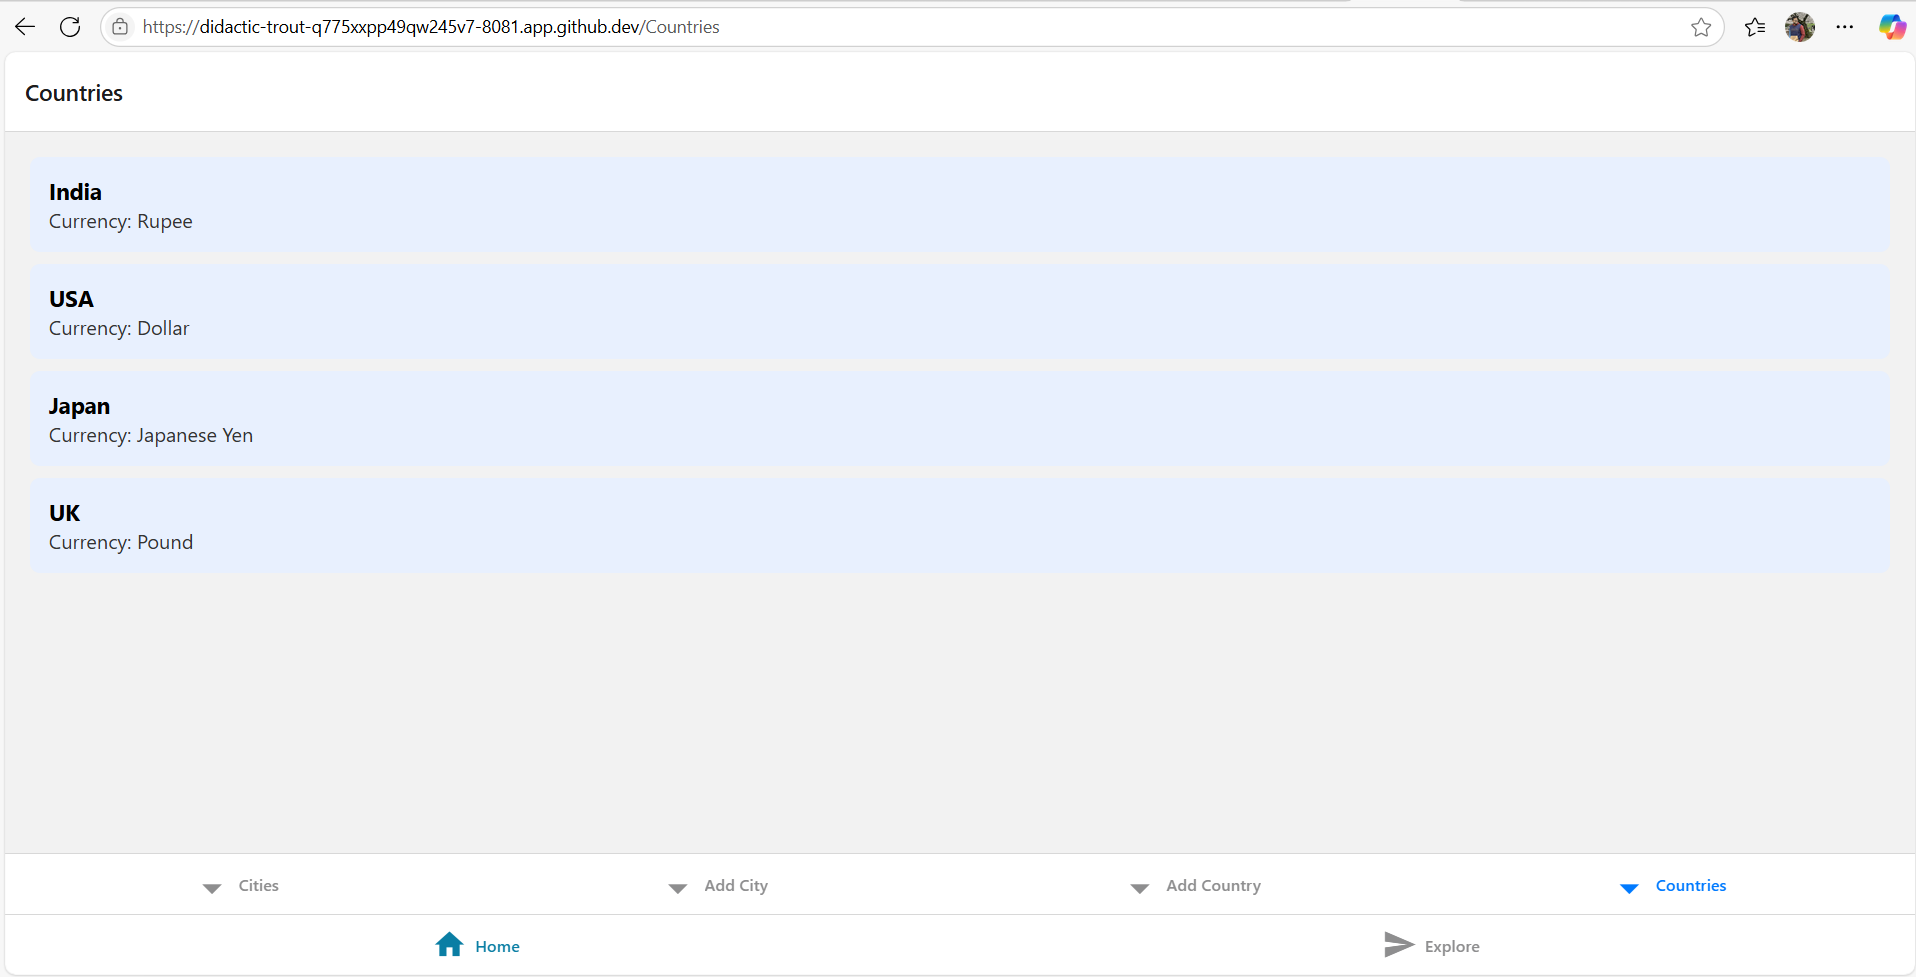 https://didactic-trout-q775xxpp49qw245v7-8081.app.github.dev/Countries
Countries
India
Currency: Rupee
USA
Currency: Dollar
Japan
Currency: Japanese Yen
UK
Currency: Pound
Cities Add City Add Country Countries
Home Explore